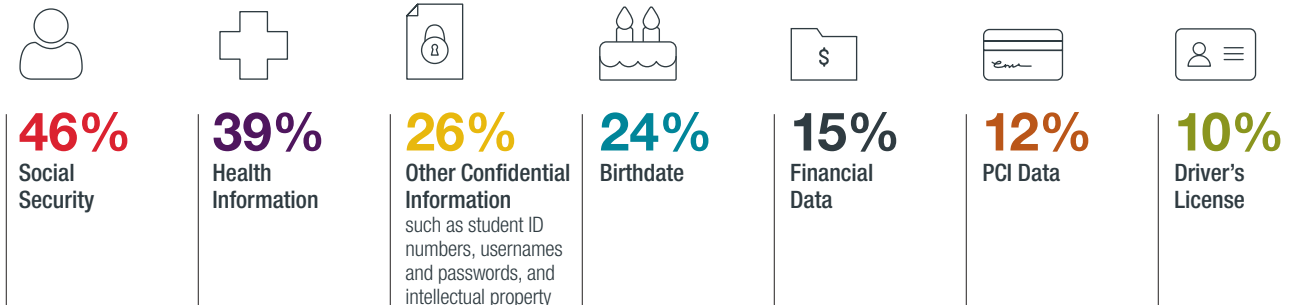 46%
Social
Security
39%
Health
Information
26%
Other Confidential
Information
such as student ID
numbers, usernames
and passwords, and
intellectual property
24%
Birthdate
$
15%
Financial
Data
12%
PCI Data
10%
Driver's
License